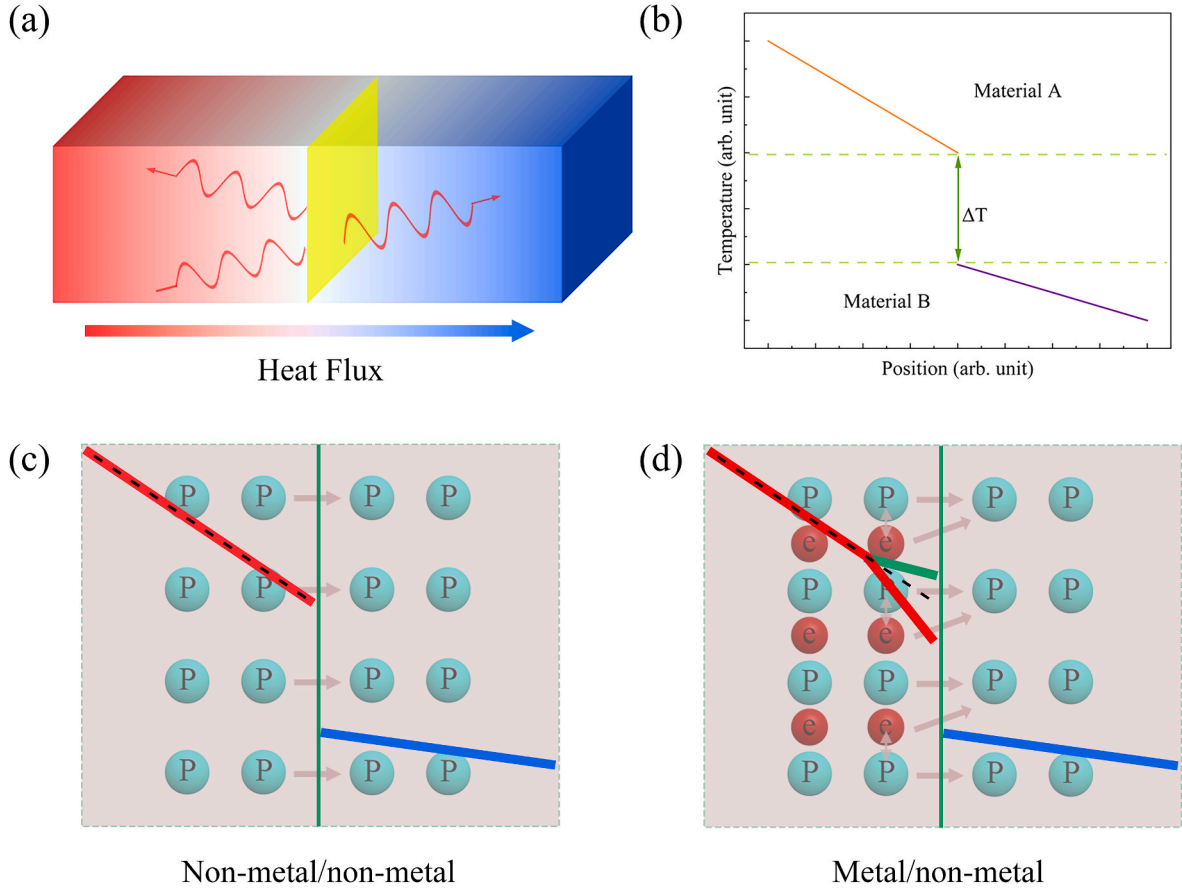 (a)
Heat Flux
(b)
Temperature (arb. unit)
Material A
ΔT
Material B
Position (arb. unit)
(c)
P P P P
P P P P
P P P P
P P P P
Non-metal/non-metal
(d)
P P P P
e e
P P P P
e e
P P P P
e e
P P P P
Metal/non-metal